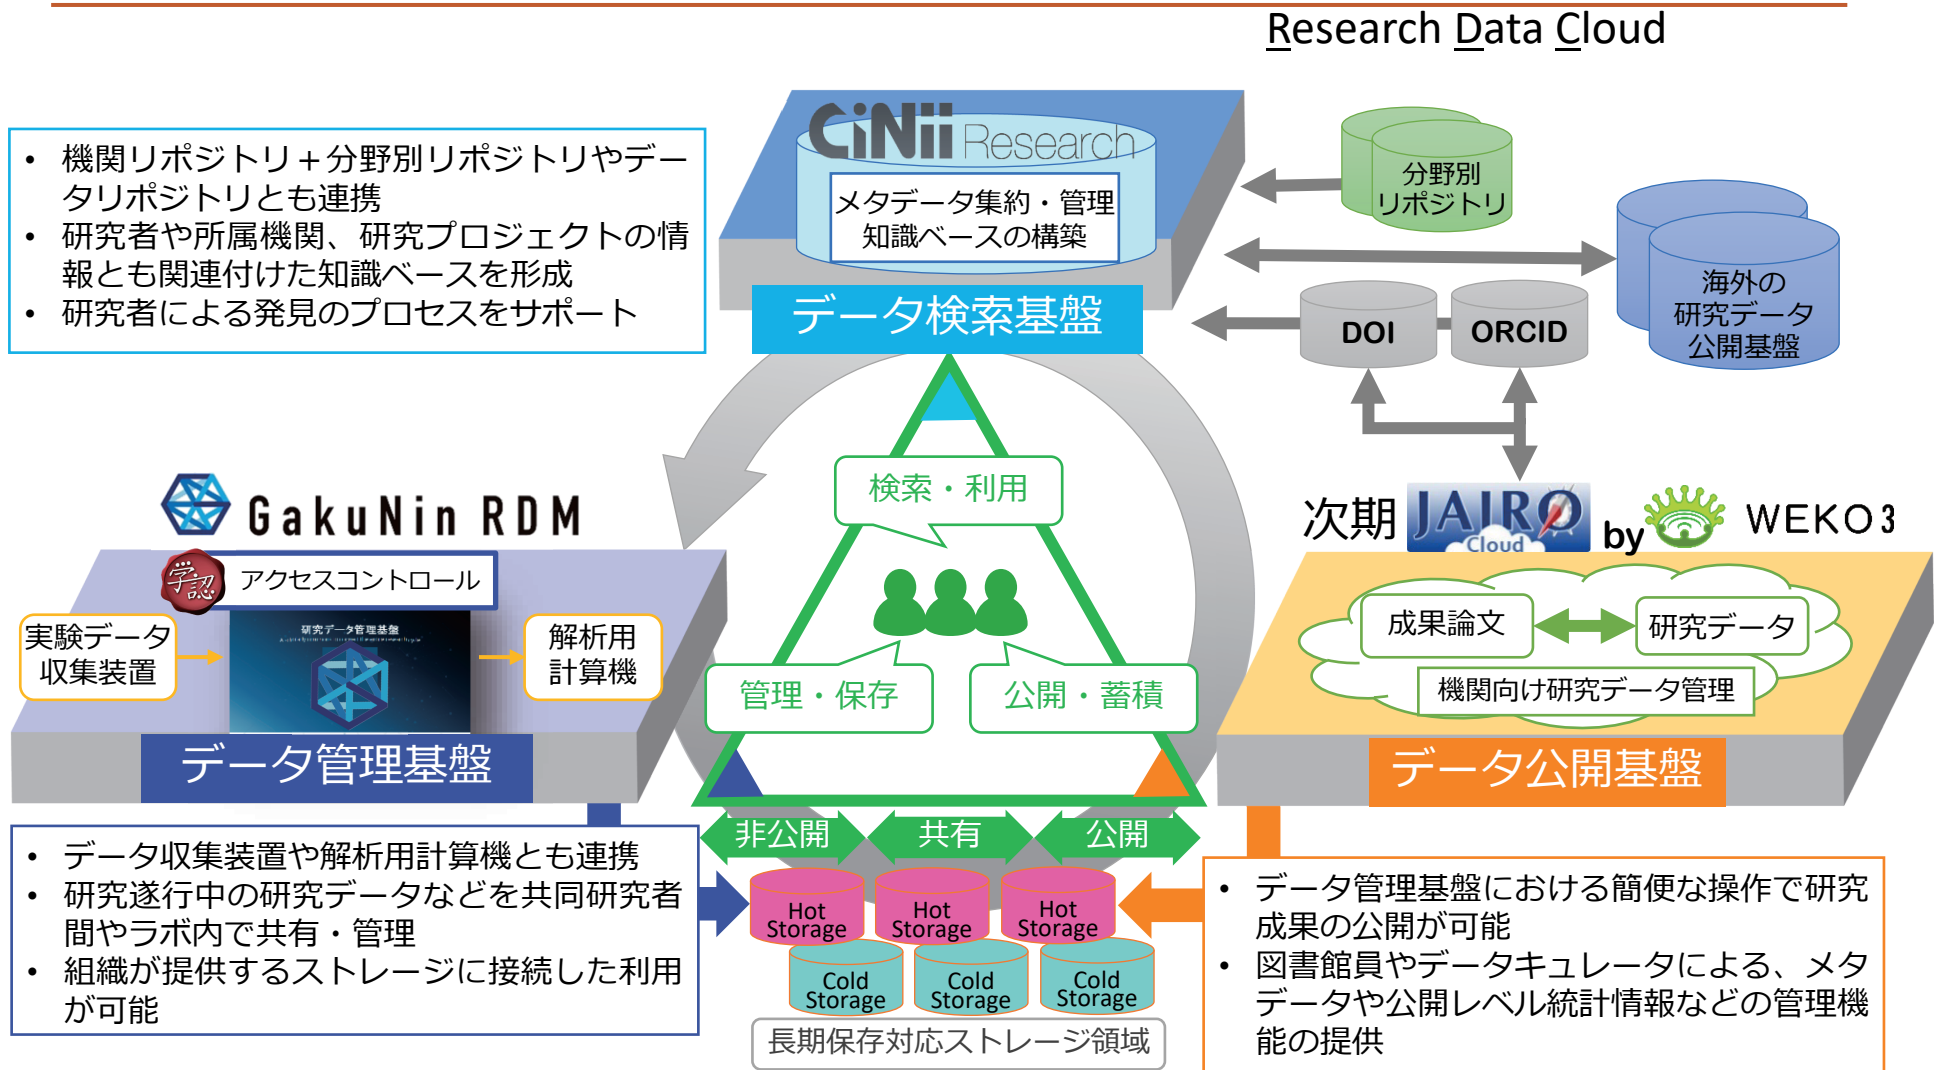 Research Data Cloud
CiNii Research
メタデータ集約・管理
知識ベースの構築
データ検索基盤
• 機関リポジトリ＋分野別リポジトリやデー
タリポジトリとも連携
• 研究者や所属機関、研究プロジェクトの情
報とも関連付けた知識ベースを形成
• 研究者による発見のプロセスをサポート
分野別
リポジトリ
海外の
研究データ
公開基盤
DOI
ORCID
GakuNin RDM
学認
アクセスコントロール
実験データ
収集装置
研究データ管理基盤
解析用
計算機
データ管理基盤
検索・利用
管理・保存
公開・蓄積
次期 JAIRO Cloud by WEKO3
成果論文
研究データ
機関向け研究データ管理
データ公開基盤
非公開
共有
公開
Hot
Storage
Hot
Storage
Hot
Storage
Cold
Storage
Cold
Storage
Cold
Storage
長期保存対応ストレージ領域
• データ収集装置や解析用計算機とも連携
• 研究遂行中の研究データなどを共同研究者
間やラボ内で共有・管理
• 組織が提供するストレージに接続した利用
が可能
• データ管理基盤における簡便な操作で研究
成果の公開が可能
• 図書館員やデータキュレータによる、メタ
データや公開レベル統計情報などの管理機
能の提供